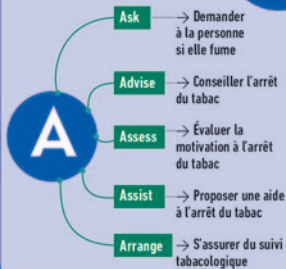 A
Ask → Demander
à la personne
si elle fume
Advise → Conseiller l'arrêt
du tabac
Assess → Évaluer la
motivation à l'arrêt
du tabac
Assist → Proposer une aide
à l'arrêt du tabac
Arrange → S'assurer du suivi
tabacologique